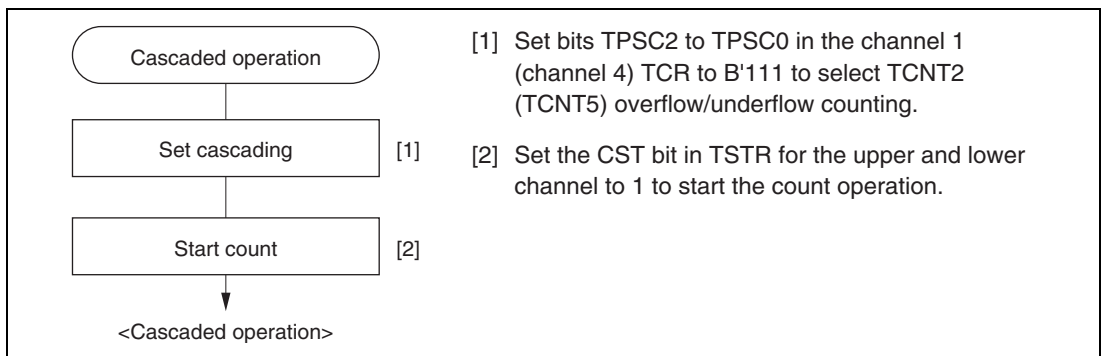 Cascaded operation
Set cascading
[1]
Start count
[2]
<Cascaded operation>
[1] Set bits TPSC2 to TPSC0 in the channel 1
(channel 4) TCR to B'111 to select TCNT2
(TCNT5) overflow/underflow counting.
[2] Set the CST bit in TSTR for the upper and lower
channel to 1 to start the count operation.